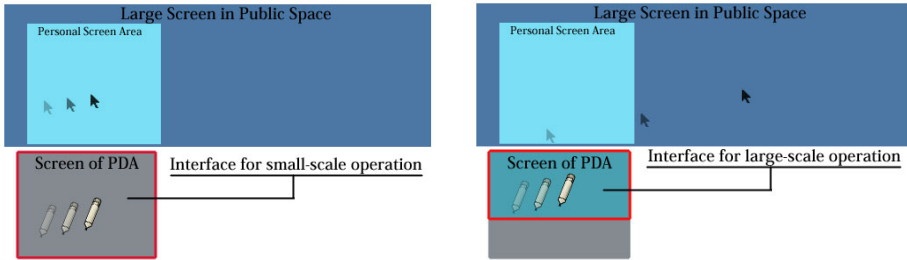 Large Screen in Public Space
Personal Screen Area
Screen of PDA
Interface for small-scale operation
Large Screen in Public Space
Personal Screen Area
Screen of PDA
Interface for large-scale operation